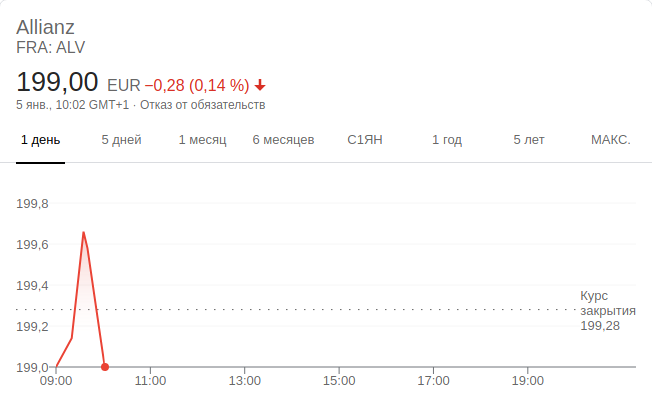 Allianz
FRA: ALV
199,00 EUR −0,28 (0,14 %)
5 янв., 10:02 GMT+1 · Отказ от обязательств
1 день 5 дней 1 месяц 6 месяцев С1ЯН 1 год 5 лет МАКС.
199,8
199,6
199,4
Курс
закрытия
199,28
199,2
199,0
09:00 11:00 13:00 15:00 17:00 19:00